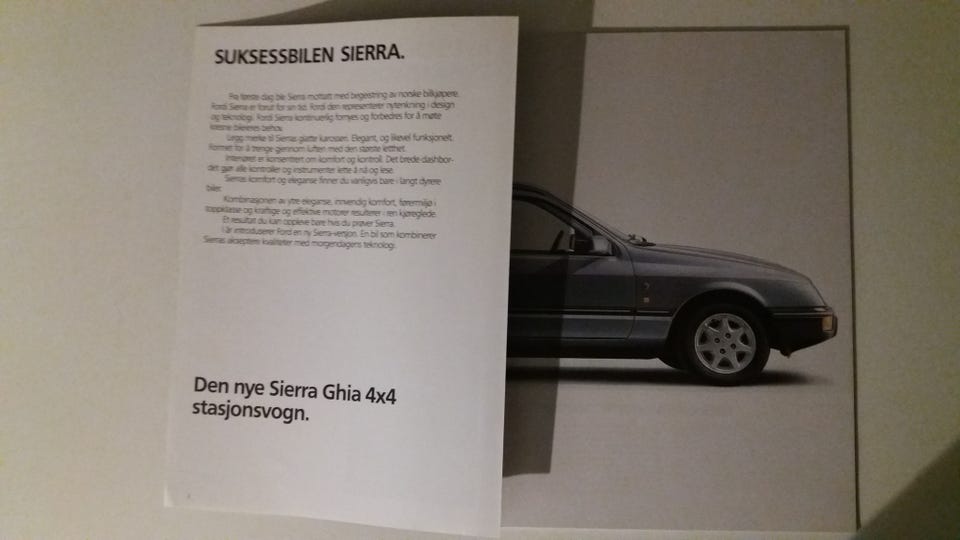 SUKSESSBILEN SIERRA.
Fra første dag ble Sierra mottatt med begeistring av norske bilkjøpere.
Fordi Sierra er forut for sin tid. Fordi den representerer nytenkning i design
og teknologi. Fordi Sierra kontinuerlig fornyes og forbedres for å møte
kresne bileieres behov.
Legg merke til Sierras glatte karosseri. Elegant, og likevel funksjonelt.
Formet for å trenge gjennom luften med den største letthet.
Interiøret er konsentrert om komfort og kontroll. Det brede dashbor-
det gjør alle kontroller og instrumenter lette å nå og lese.
Sierras komfort og eleganse finner du vanligvis bare i langt dyrere
biler.
Kombinasjonen av ytre eleganse, innvendig komfort, førermiljø i
toppklasse og kraftige og effektive motorer resulterer i ren kjøreglede.
Et resultat du kan oppleve bare hvis du prøver Sierra.
I år introduserer Ford en ny Sierra-versjon. En bil som kombinerer
Sierras aksepterte kvaliteter med morgendagens teknologi.
Den nye Sierra Ghia 4x4
stasjonsvogn.